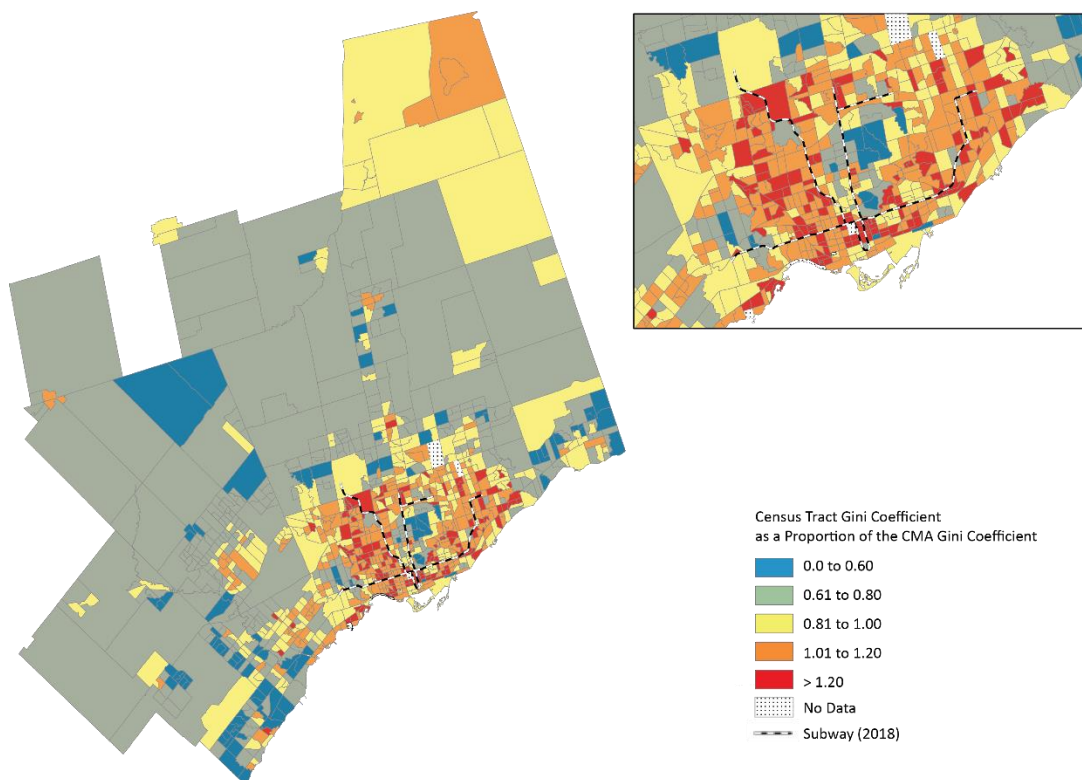 Census Tract Gini Coefficient
as a Proportion of the CMA Gini Coefficient
0.0 to 0.60
0.61 to 0.80
0.81 to 1.00
1.01 to 1.20
> 1.20
No Data
Subway (2018)